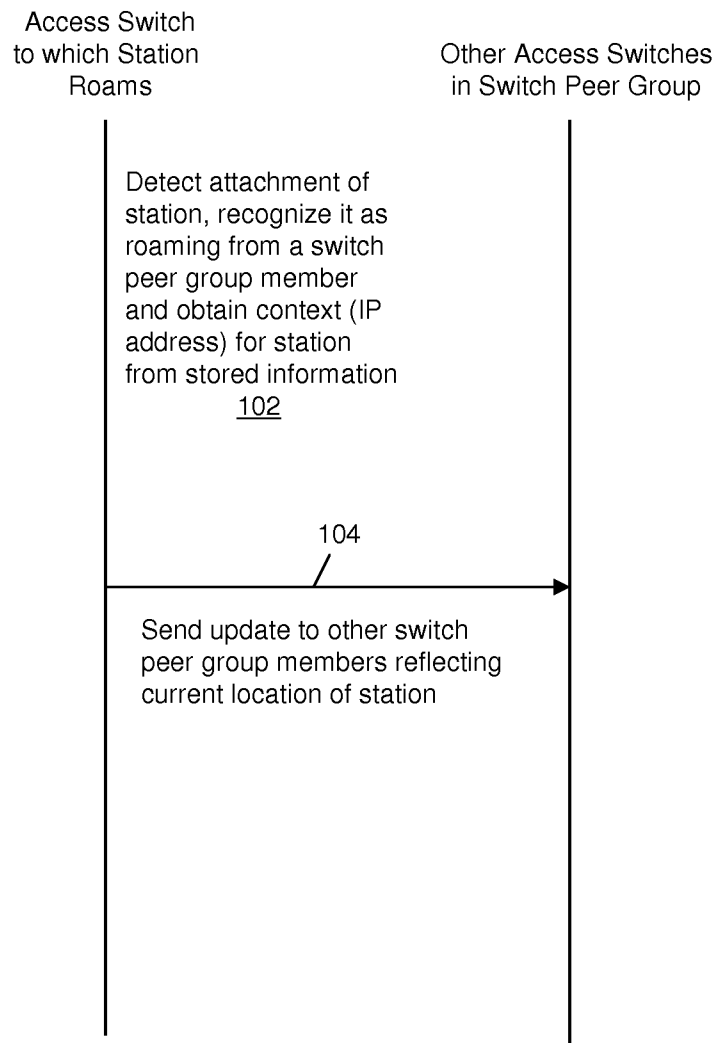 Access Switch
to which Station
Roams
Other Access Switches
in Switch Peer Group
Detect attachment of
station, recognize it as
roaming from a switch
peer group member
and obtain context (IP
address) for station
from stored information
102
104
Send update to other switch
peer group members reflecting
current location of station